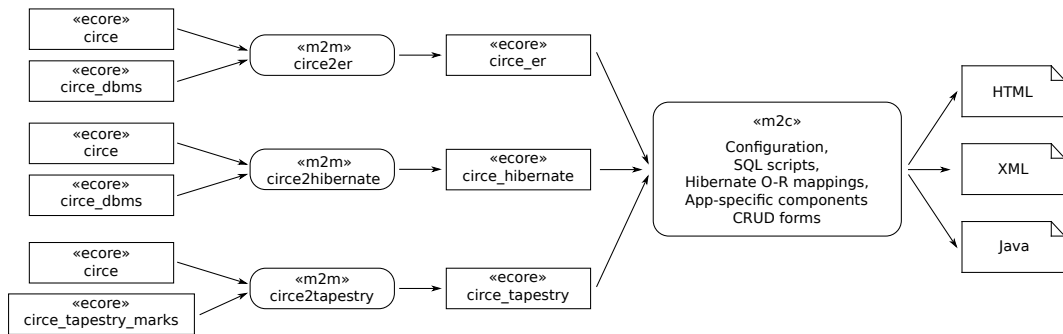 «ecore»
circe
«ecore»
circe_dbms
«m2m»
circe2er
«ecore»
circe_er
«ecore»
circe
«ecore»
circe_dbms
«m2m»
circe2hibernate
«ecore»
circe_hibernate
«ecore»
circe
«ecore»
circe_tapestry_marks
«m2m»
circe2tapestry
«ecore»
circe_tapestry
«m2c»
Configuration,
SQL scripts,
Hibernate O-R mappings,
App-specific components
CRUD forms
HTML
XML
Java